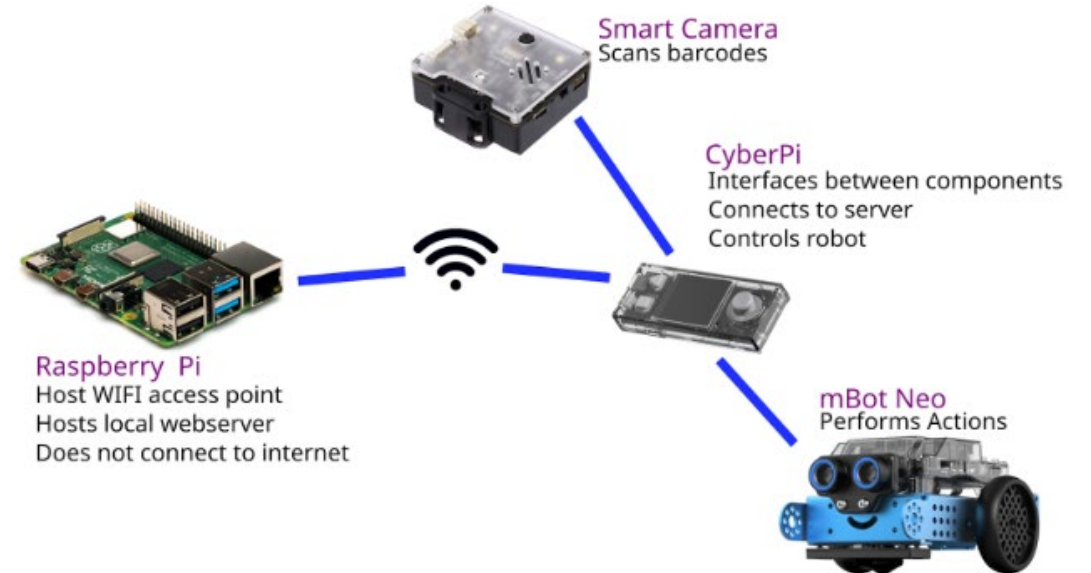 Smart Camera
Scans barcodes
CyberPi
Interfaces between components
Connects to server
Controls robot
Raspberry Pi
Host WIFI access point
Hosts local webserver
Does not connect to internet
mBot Neo
Performs Actions